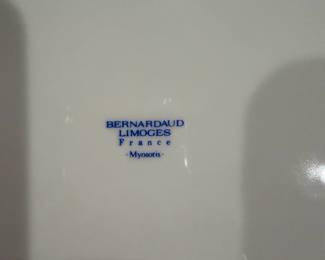 BERNARDAUD
LIMOGES
France
-Myosotis-